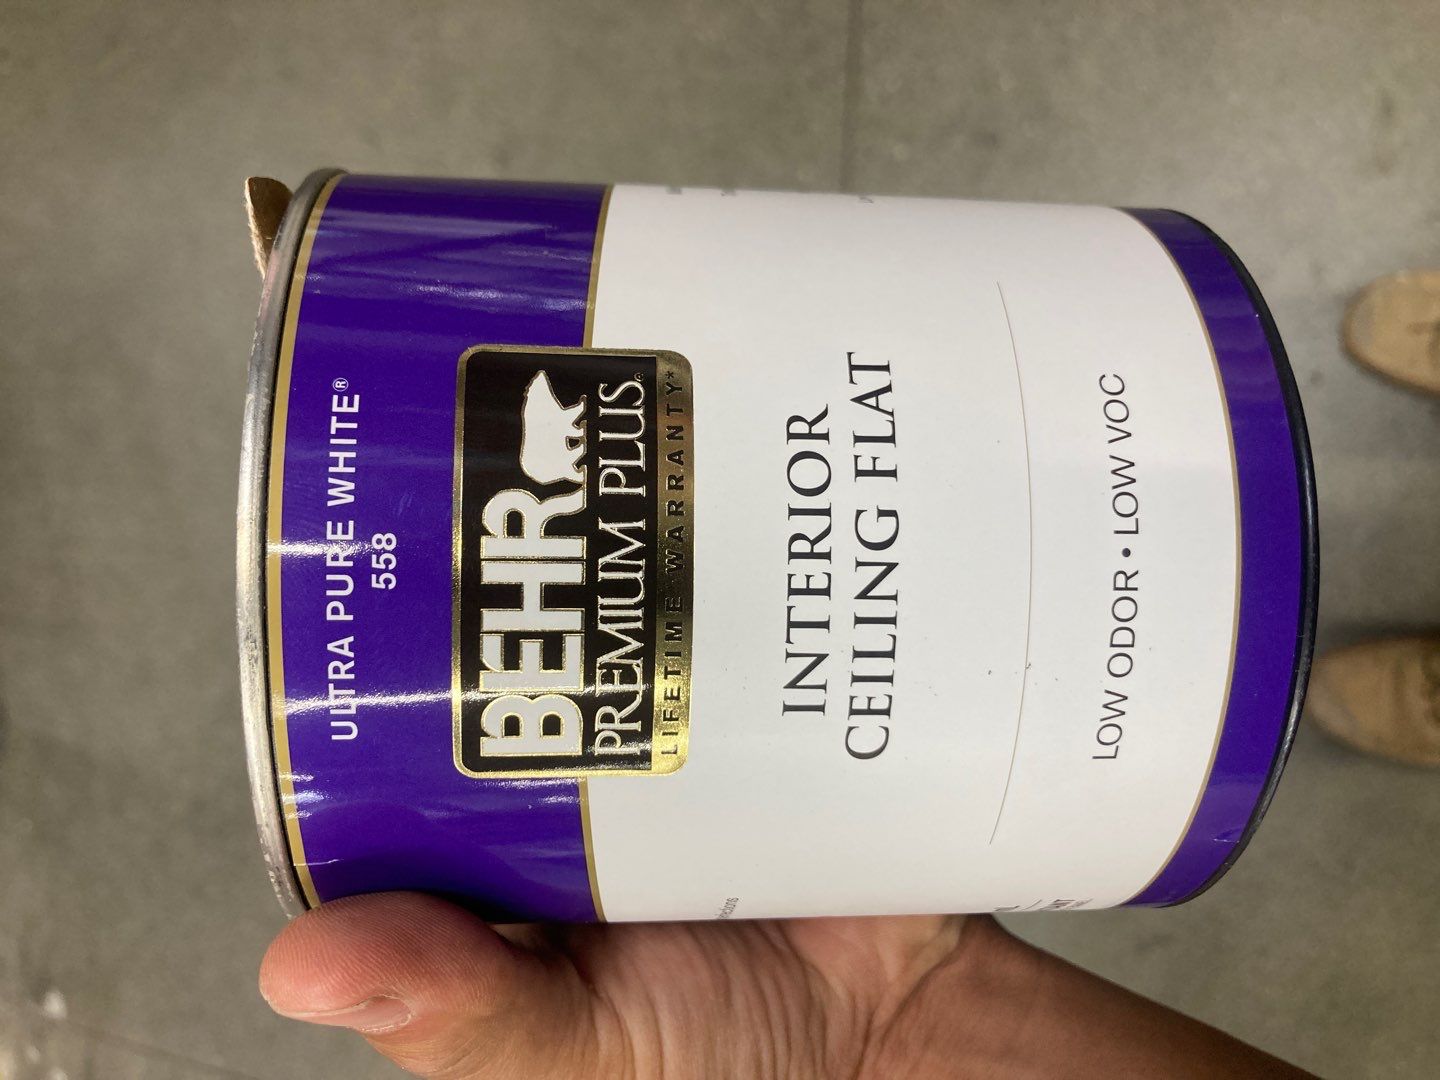 ULTRA PURE WHITE®
558
BEHR
PREMIUM PLUS®
LIFETIME WARRANTY*
INTERIOR
CEILING FLAT
LOW ODOR • LOW VOC